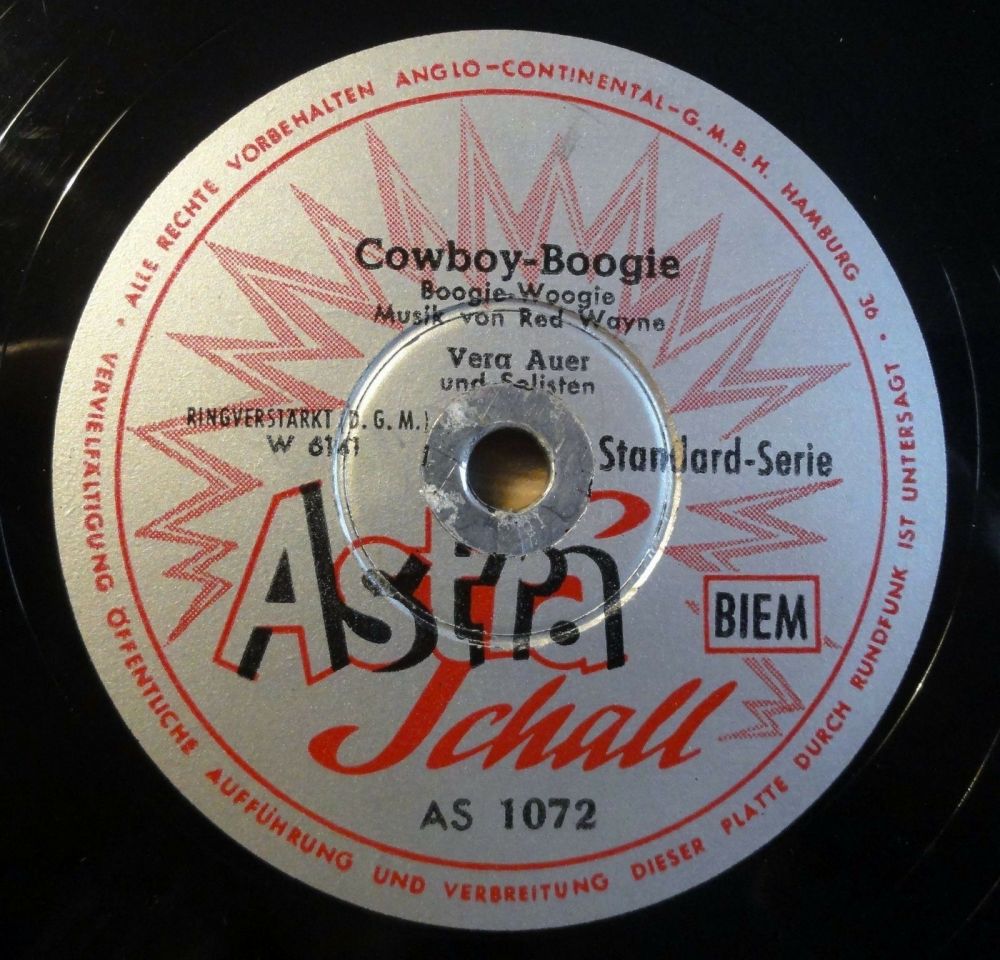 ALLE RECHTE VORBEHALTEN ANGLO-CONTINENTAL-G.M.B.H. HAMBURG 36 •
Cowboy-Boogie
Boogie-Woogie
Musik von Red Wayne
Vera Auer
und Solisten
RINGVERSTÄRKT (D. G. M.)
W 6161
Standard-Serie
Astra
Schall
BIEM
AS 1072
• VERVIELFÄLTIGUNG ÖFFENTLICHE AUFFÜHRUNG UND VERBREITUNG DIESER PLATTE DURCH RUNDFUNK IST UNTERSAGT